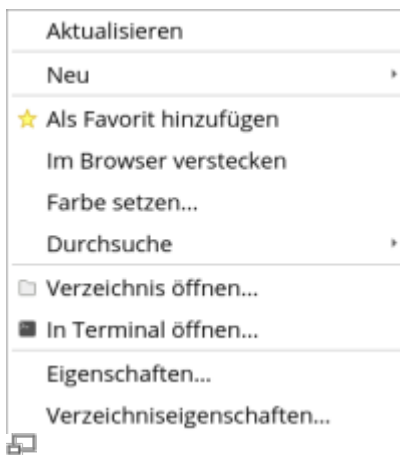 Aktualisieren
Neu
Als Favorit hinzufügen
Im Browser verstecken
Farbe setzen...
Durchsuche
Verzeichnis öffnen...
In Terminal öffnen...
Eigenschaften...
Verzeichniseigenschaften...